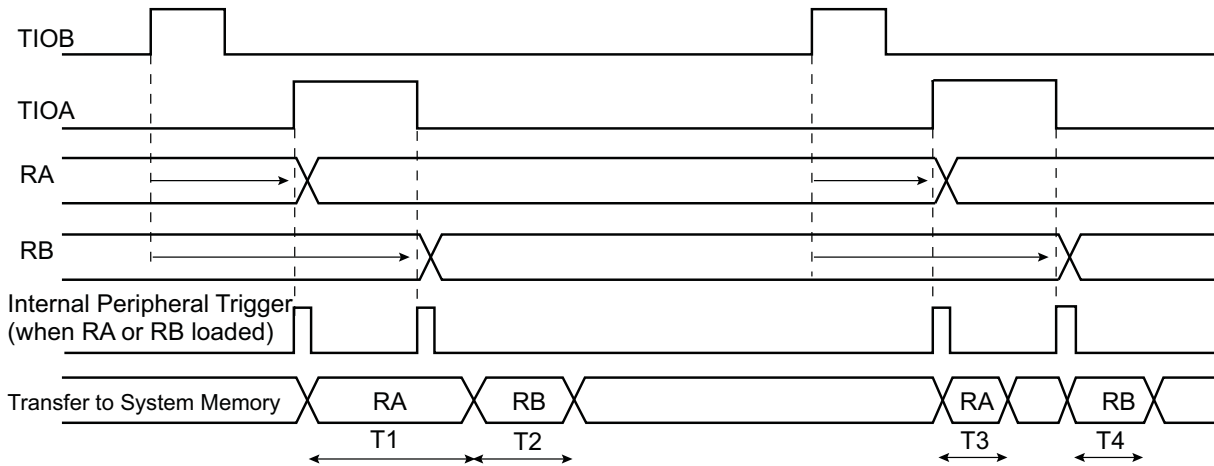 TIOB
TIOA
RA
RB
Internal Peripheral Trigger
(when RA or RB loaded)
Transfer to System Memory
RA
RB
RA
RB
T1
T2
T3
T4